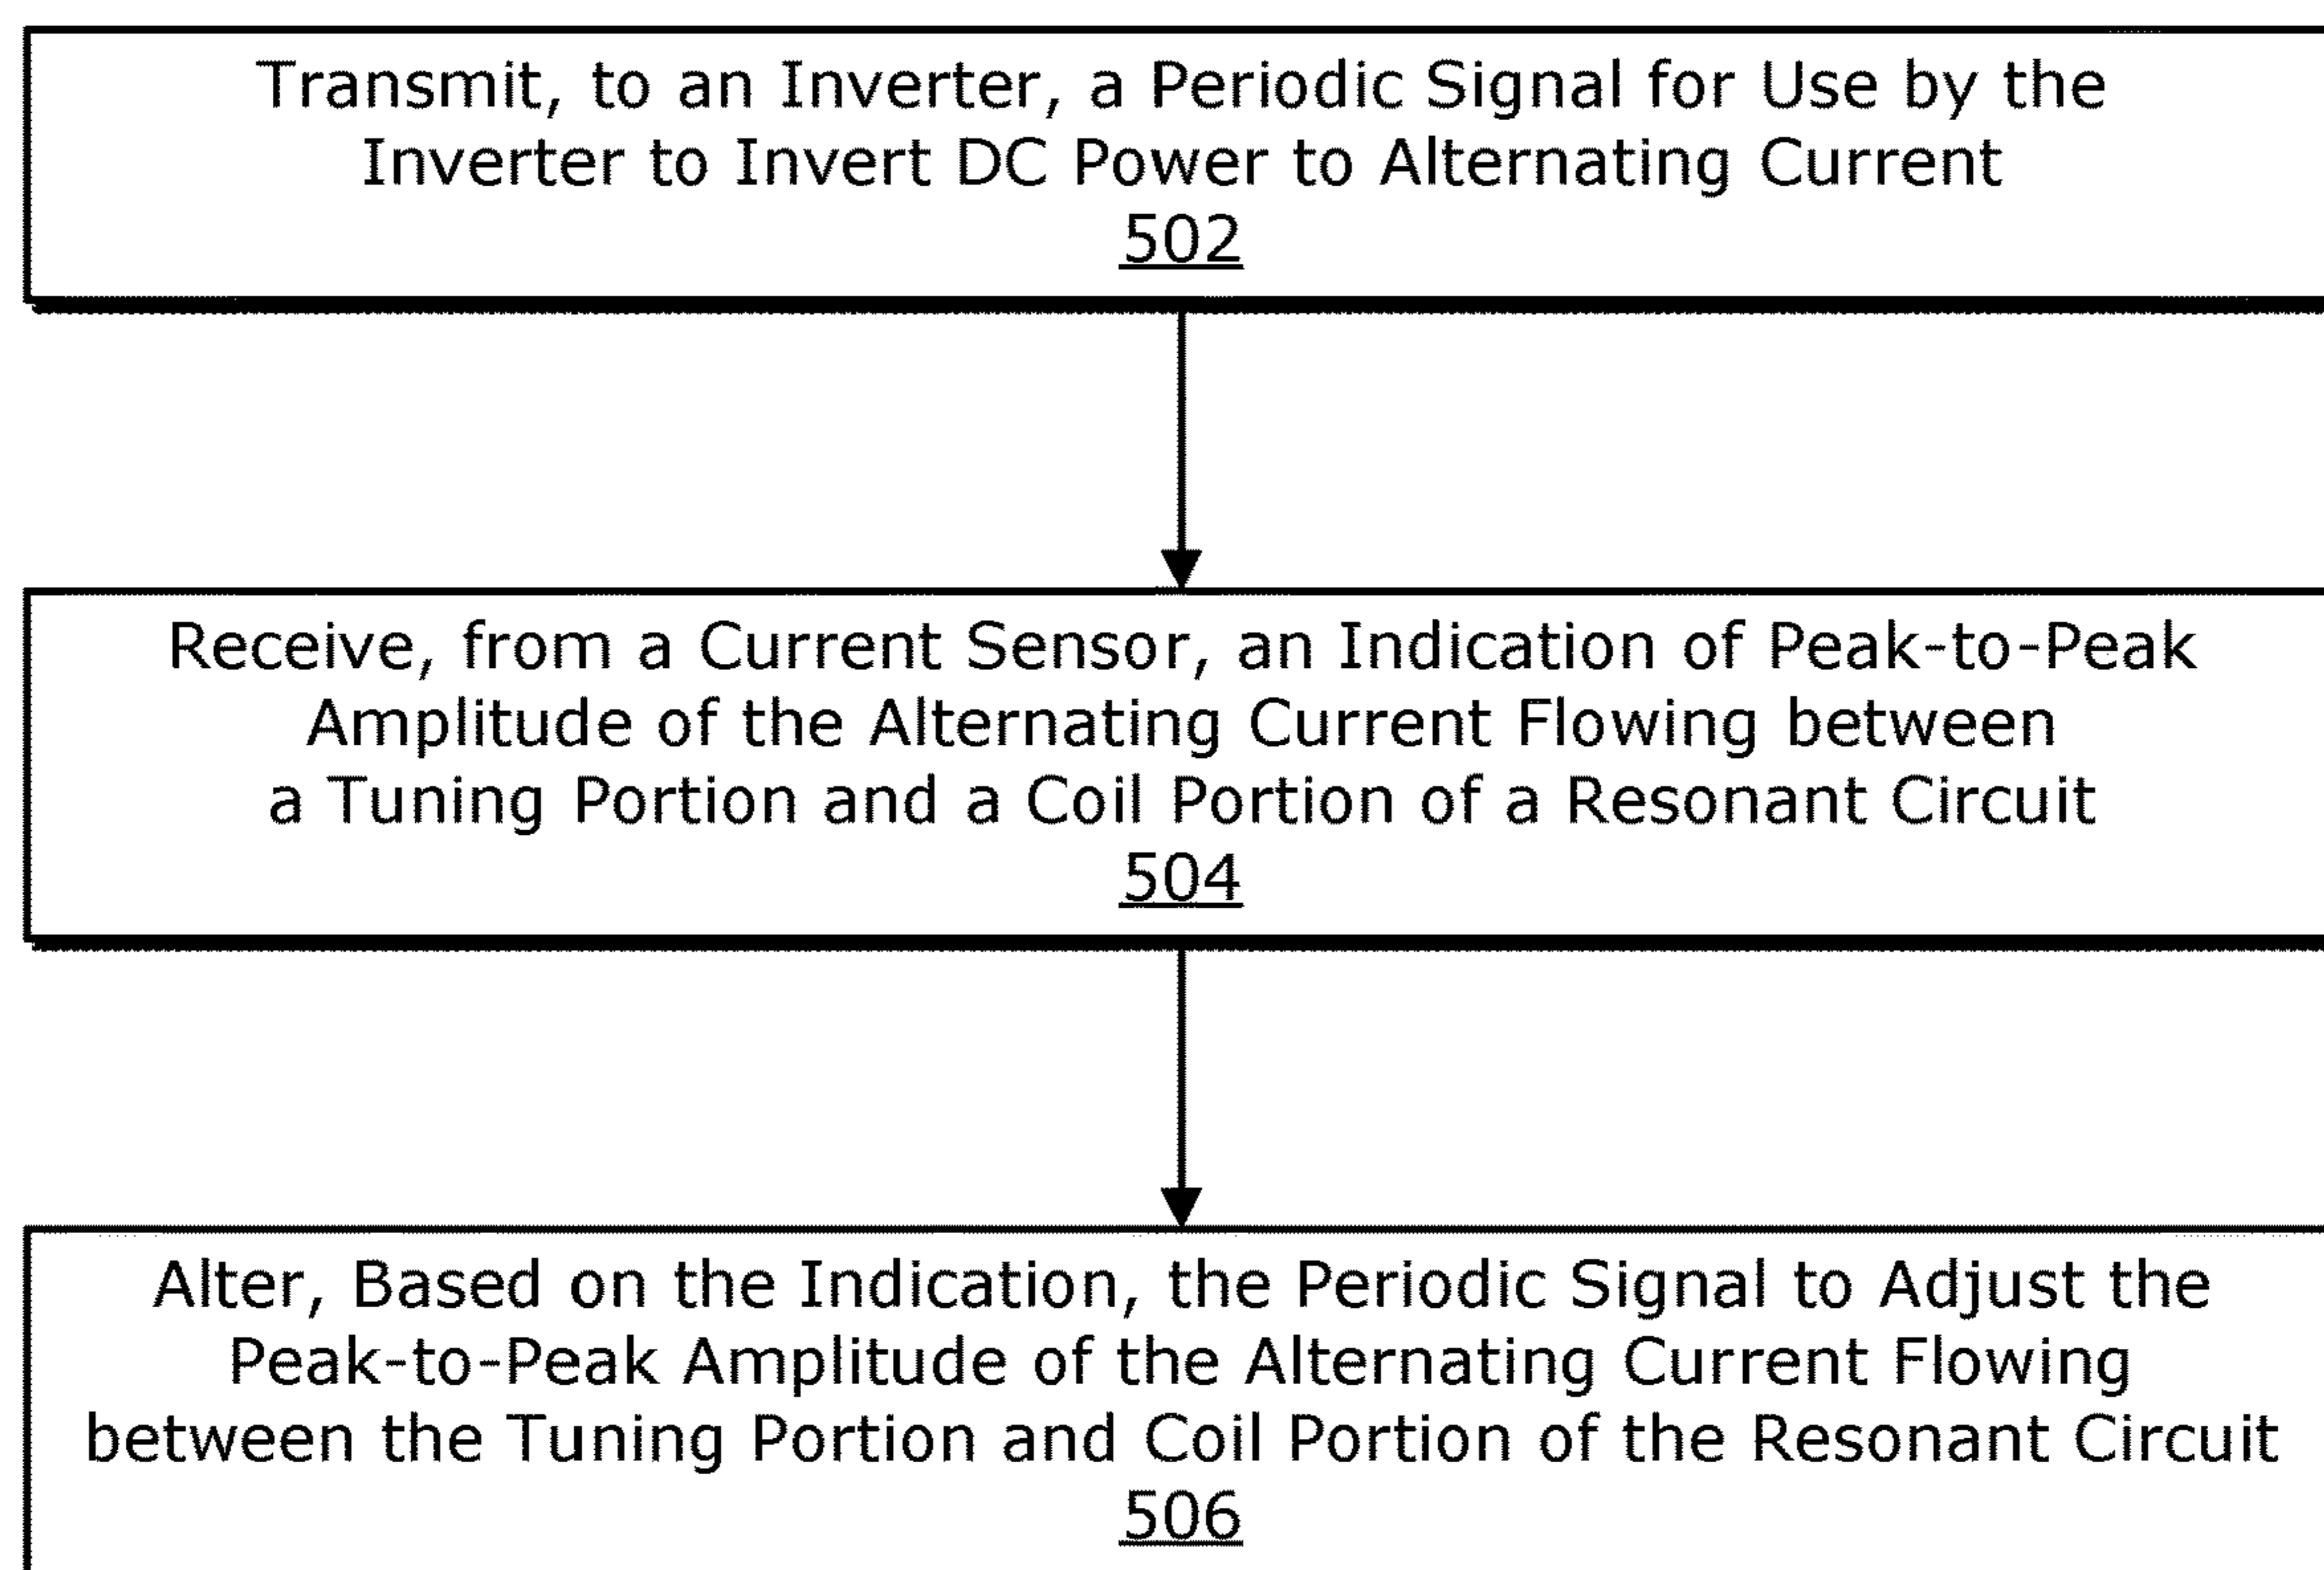 Transmit, to an Inverter, a Periodic Signal for Use by the
Inverter to Invert DC Power to Alternating Current
502
Receive, from a Current Sensor, an Indication of Peak-to-Peak
Amplitude of the Alternating Current Flowing between
a Tuning Portion and a Coil Portion of a Resonant Circuit
504
Alter, Based on the Indication, the Periodic Signal to Adjust the
Peak-to-Peak Amplitude of the Alternating Current Flowing
between the Tuning Portion and Coil Portion of the Resonant Circuit
506